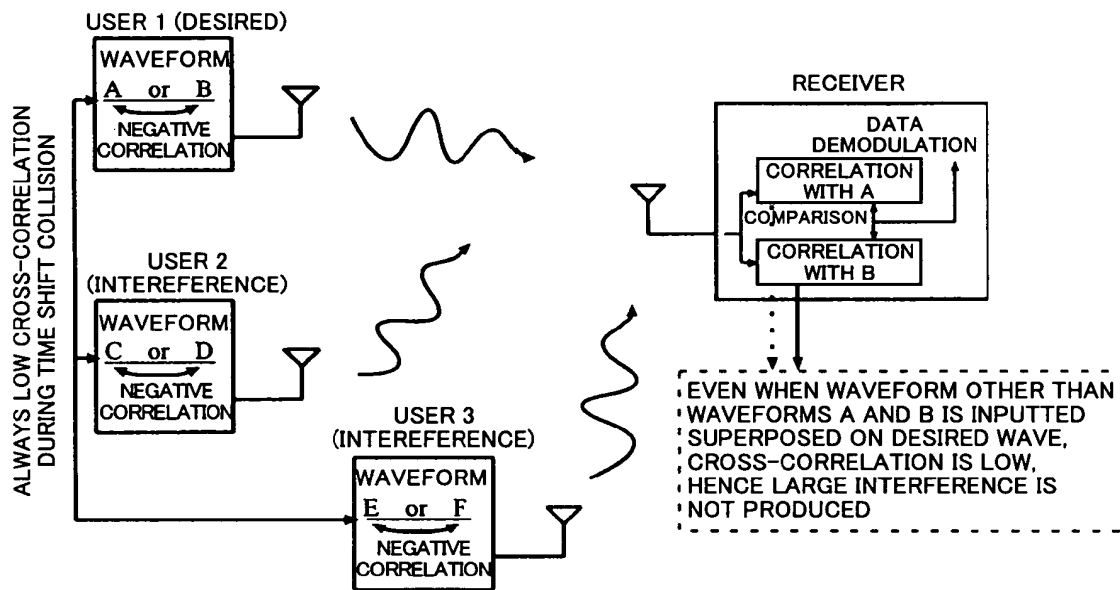 USER 1 (DESIRED)
WAVEFORM
A or B
NEGATIVE
CORRELATION
ALWAYS LOW CROSS-CORRELATION
DURING TIME SHIFT COLLISION
USER 2
(INTEREFERENCE)
WAVEFORM
C or D
NEGATIVE
CORRELATION
USER 3
(INTEREFERENCE)
WAVEFORM
E or F
NEGATIVE
CORRELATION
RECEIVER
DATA
DEMODULATION
CORRELATION
WITH A
COMPARISON
CORRELATION
WITH B
EVEN WHEN WAVEFORM OTHER THAN
WAVEFORMS A AND B IS INPUTTED
SUPERPOSED ON DESIRED WAVE,
CROSS-CORRELATION IS LOW,
HENCE LARGE INTERFERENCE IS
NOT PRODUCED